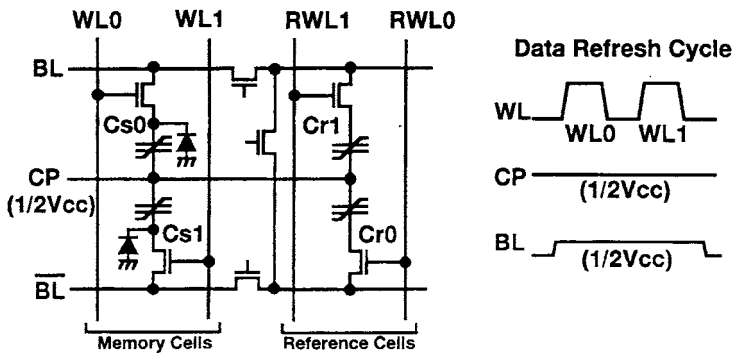 WL0 WL1 RWL1 RWL0
BL
Cs0
Cr1
CP
(1/2Vcc)
Cs1
Cr0
BL
Memory Cells
Reference Cells
Data Refresh Cycle
WL
WL0 WL1
CP
(1/2Vcc)
BL
(1/2Vcc)